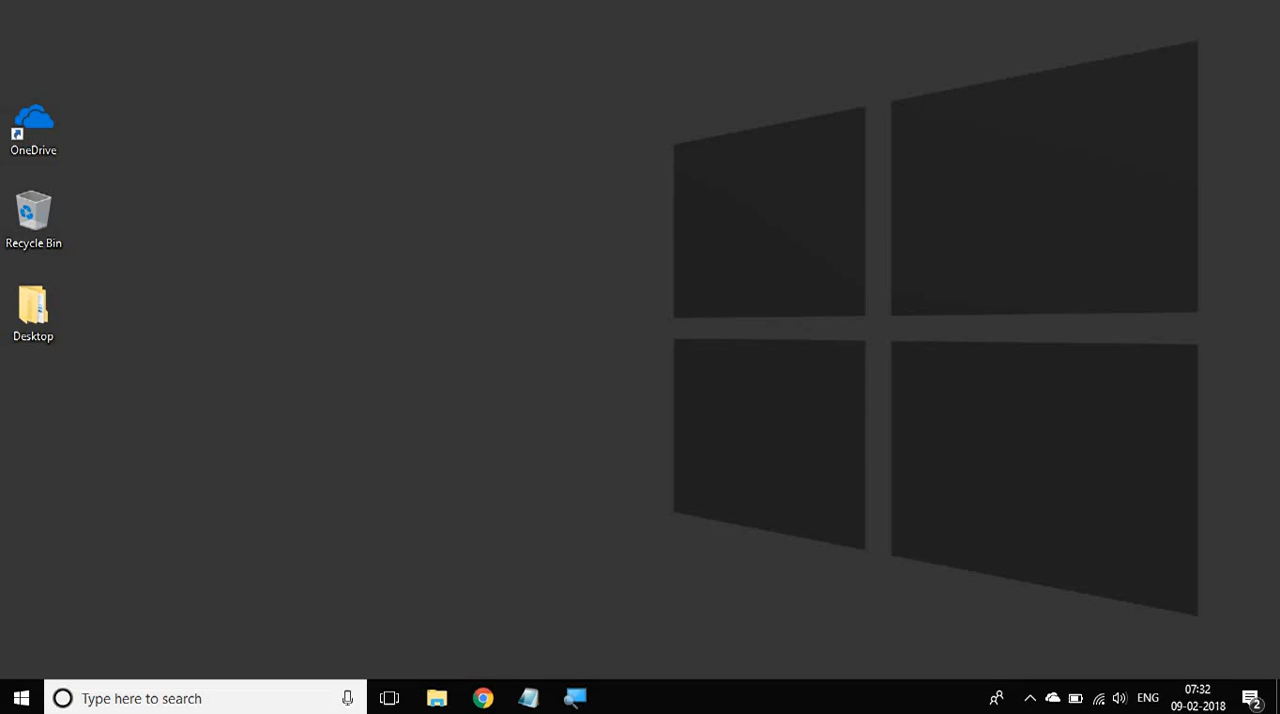 OneDrive
Recycle Bin
Desktop
Type here to search
ENG
07:32
09-02-2018
2